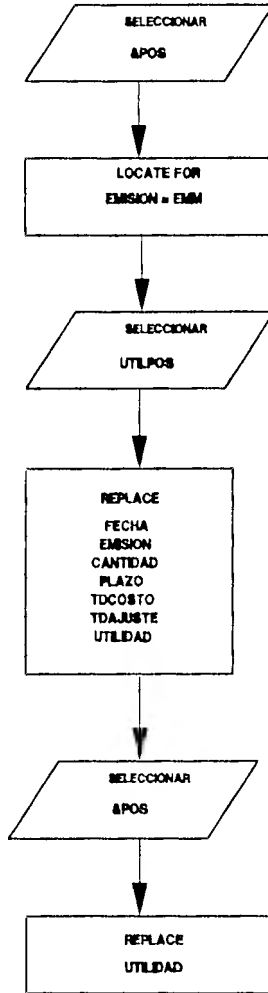 SELECCIONAR
&POS
LOCATE FOR
EMISION = EMM
SELECCIONAR
UTILPOS
REPLACE
FECHA
EMISION
CANTIDAD
PLAZO
TDCOSTO
TDAJUSTE
UTILIDAD
SELECCIONAR
&POS
REPLACE
UTILIDAD